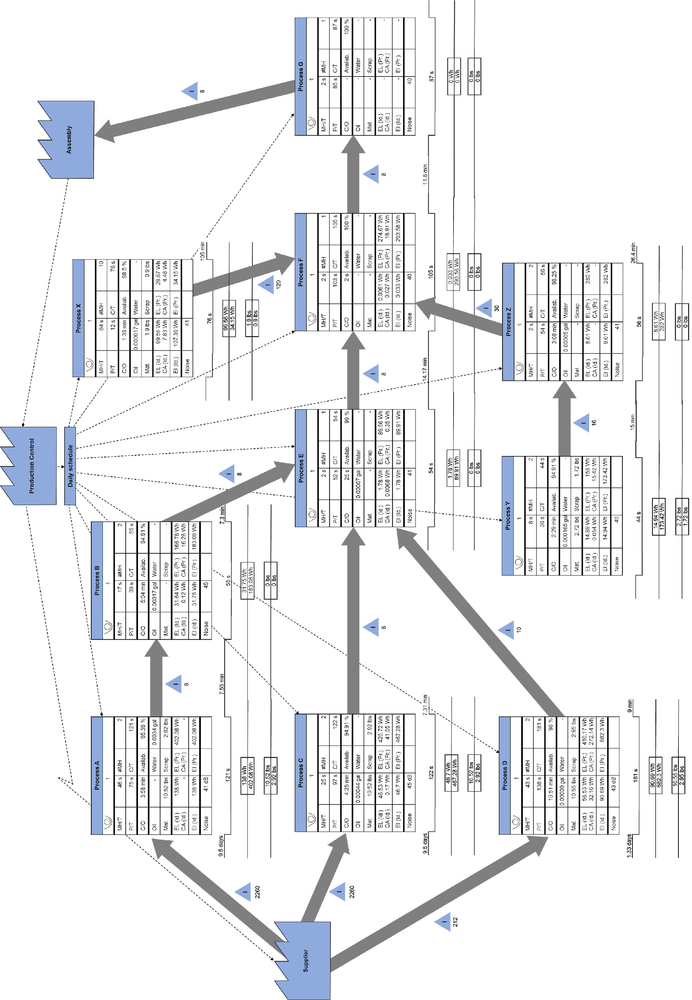 Production Control
Daily schedule
Supplier
Assembly
Process A
1
MH/T 46 s #MH 2
P/T 75 s C/T 121 s
C/O 3:58 min Availab. 95.39 %
Oil - Water 0.0034 gal
Mat. 10.52 lbs Scrap 2.92 lbs
EL (Id.) 138 Wh EL (Pr.) 402.08 Wh
CA (Id.) - CA (Pr.) -
EI (Id.) 138 Wh EI (Pr.) 402.08 Wh
Noise 41 dB
9.5 days 121 s 7.55 min
138 Wh
402.08 Wh
10.52 lbs
2.92 lbs
I
2260
I
8
Process B
1
MH/T 17 s #MH 2
P/T 38 s C/T 55 s
C/O 5:04 min Availab. 94.91 %
Oil 0.00017 gal Water -
Mat. - Scrap -
EL (Id.) 31.64 Wh EL (Pr.) 166.78 Wh
CA (Id.) 0.12 Wh CA (Pr.) 16.28 Wh
EI (Id.) 31.75 Wh EI (Pr.) 183.06 Wh
Noise 45
55 s 7.3 min
31.75 Wh
183.06 Wh
0 lbs
0 lbs
I
8
Process X
1
MH/T 64 s #MH 10
P/T 12 s C/T 76 s
C/O 1:39 min Availab. 98.5 %
Oil 0.000017 gal Water -
Mat. 1.9 lbs Scrap 0.9 lbs
EL (Id.) 99.56 Wh EL (Pr.) 29.67 Wh
CA (Id.) 7.83 Wh CA (Pr.) 4.48 Wh
EI (Id.) 107.39 Wh EI (Pr.) 34.15 Wh
Noise 41
76 s 105 min
99.56 Wh
34.15 Wh
1.9 lbs
0.9 lbs
I
120
Process C
1
MH/T 25 s #MH 2
P/T 97 s C/T 122 s
C/O 4:35 min Availab. 94.91 %
Oil 0.00044 gal Water -
Mat. 10.52 lbs Scrap 2.92 lbs
EL (Id.) 46.53 Wh EL (Pr.) 425.72 Wh
CA (Id.) 0.17 Wh CA (Pr.) 41.55 Wh
EI (Id.) 46.7 Wh EI (Pr.) 467.28 Wh
Noise 45 dB
9.5 days 122 s 7.31 min
46.7 Wh
467.28 Wh
10.52 lbs
2.92 lbs
I
2260
I
8
Process E
1
MH/T 2 s #MH 1
P/T 52 s C/T 54 s
C/O 25 s Availab. 99 %
Oil 0.00007 gal Water -
Mat. - Scrap -
EL (Id.) 1.78 Wh EL (Pr.) 89.56 Wh
CA (Id.) 0.0068 Wh CA (Pr.) 0.35 Wh
EI (Id.) 1.78 Wh EI (Pr.) 89.91 Wh
Noise 41
54 s 14.17 min
1.78 Wh
89.91 Wh
0 lbs
0 lbs
I
8
Process F
1
MH/T 2 s #MH 1
P/T 103 s C/T 105 s
C/O 2 s Availab. 100 %
Oil - Water -
Mat. - Scrap -
EL (Id.) 0.0061 Wh EL (Pr.) 274.67 Wh
CA (Id.) 0.027 Wh CA (Pr.) 18.91 Wh
EI (Id.) 0.033 Wh EI (Pr.) 293.58 Wh
Noise 40
105 s 11.6 min
0.033 Wh
293.58 Wh
0 lbs
0 lbs
I
8
Process G
1
MH/T 2 s #MH 1
P/T 85 s C/T 87 s
C/O - Availab. 100 %
Oil - Water -
Mat. - Scrap -
EL (Id.) - EL (Pr.) -
CA (Id.) CA (Pr.)
EI (Id.) - EI (Pr.) -
Noise 40
87 s
0 Wh
0 Wh
0 lbs
0 lbs
I
8
Process D
1
MH/T 43 s #MH 2
P/T 138 s C/T 181 s
C/O 10:51 min Availab. 98 %
Oil 0.00009 gal Water -
Mat. 10.55 lbs Scrap 2.95 lbs
EL (Id.) 58.53 Wh EL (Pr.) 410.17 Wh
CA (Id.) 32.16 Wh CA (Pr.) 272.14 Wh
EI (Id.) 90.69 Wh EI (Pr.) 682.3 Wh
Noise 43 dB
1.33 days 181 s 9 min
90.69 Wh
682.3 Wh
10.55 lbs
2.95 lbs
I
212
I
10
Process Y
1
MH/T 8 s #MH 2
P/T 36 s C/T 44 s
C/O 2:29 min Availab. 94.91 %
Oil 0.000165 gal Water -
Mat. 2.72 lbs Scrap 1.72 lbs
EL (Id.) 14.89 Wh EL (Pr.) 158 Wh
CA (Id.) 0.054 Wh CA (Pr.) 15.42 Wh
EI (Id.) 14.94 Wh EI (Pr.) 173.42 Wh
Noise 40
44 s 15 min
14.94 Wh
173.42 Wh
2.72 lbs
1.72 lbs
I
16
Process Z
1
MH/T 2 s #MH 2
P/T 54 s C/T 56 s
C/O 3:08 min Availab. 98.25 %
Oil 0.00005 gal Water -
Mat. - Scrap -
EL (Id.) 8.61 Wh EL (Pr.) 282 Wh
CA (Id.) - CA (Pr.) -
EI (Id.) 8.61 Wh EI (Pr.) 282 Wh
Noise 41
56 s 26.4 min
8.61 Wh
282 Wh
0 lbs
0 lbs
I
30